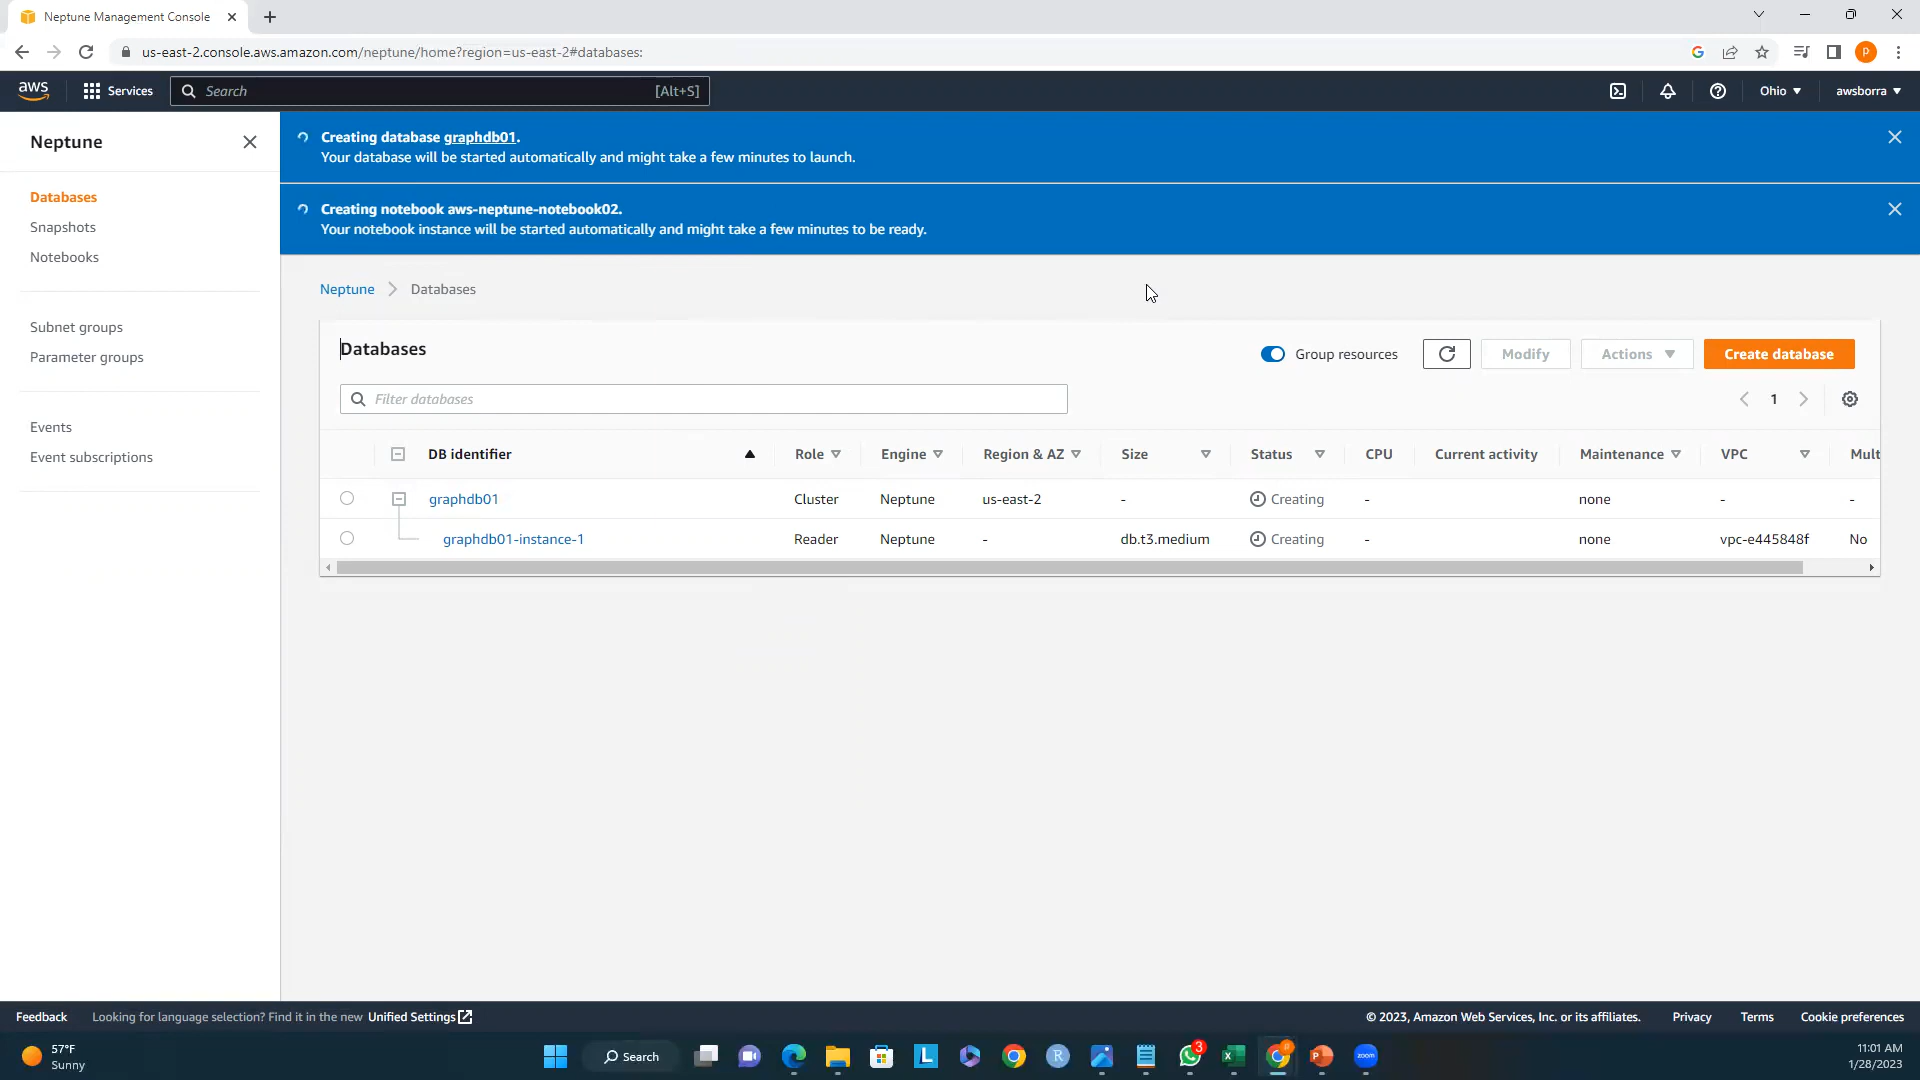 Neptune Management Console
us-east-2.console.aws.amazon.com/neptune/home?region=us-east-2#databases:
P
aws
Services
Search
[Alt+S]
Ohio
awsborra
Neptune
Databases
Snapshots
Notebooks
Subnet groups
Parameter groups
Events
Event subscriptions
Creating database graphdb01.
Your database will be started automatically and might take a few minutes to launch.
Creating notebook aws-neptune-notebook02.
Your notebook instance will be started automatically and might take a few minutes to be ready.
Neptune > Databases
Databases
Group resources
Modify
Actions
Create database
Filter databases
1
DB identifier Role Engine Region & AZ Size Status CPU Current activity Maintenance VPC Mult
graphdb01 Cluster Neptune us-east-2 - Creating - none - -
graphdb01-instance-1 Reader Neptune - db.t3.medium Creating - none vpc-e445848f No
Feedback
Looking for language selection? Find it in the new Unified Settings
© 2023, Amazon Web Services, Inc. or its affiliates.
Privacy
Terms
Cookie preferences
57°F
Sunny
Search
L
R
3
P
zoom
11:01 AM
1/28/2023